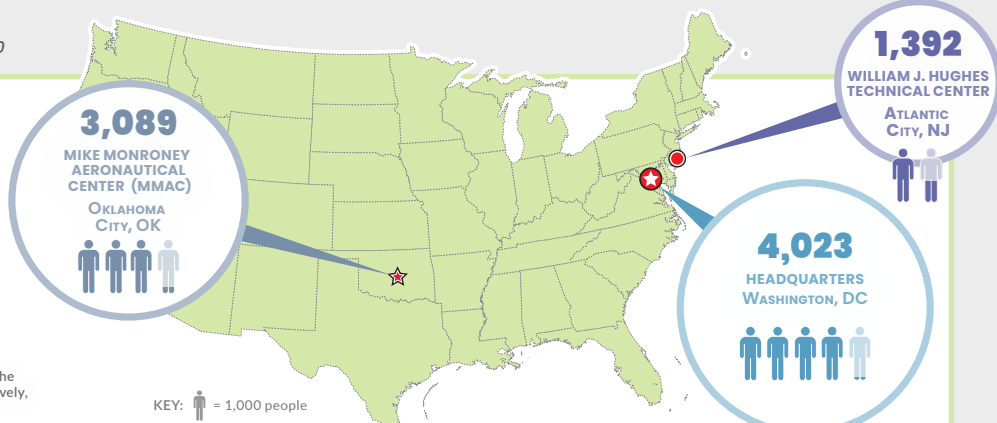 1,392
WILLIAM J. HUGHES
TECHNICAL CENTER
ATLANTIC
CITY, NJ
3,089
MIKE MONRONEY
AERONAUTICAL
CENTER (MMAC)
OKLAHOMA
CITY, OK
4,023
HEADQUARTERS
WASHINGTON, DC
KEY: = 1,000 people